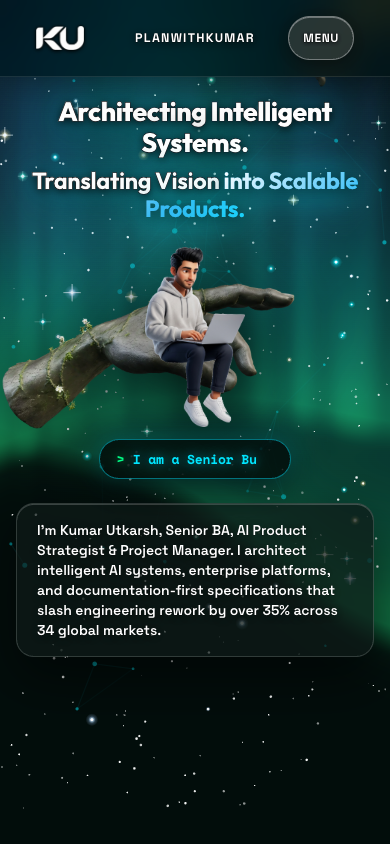 KU
PLANWITHKUMAR
MENU
Architecting Intelligent
Systems.
Translating Vision into Scalable
Products.
> I am a Senior Bu
I'm Kumar Utkarsh, Senior BA, AI Product
Strategist & Project Manager. I architect
intelligent AI systems, enterprise platforms,
and documentation-first specifications that
slash engineering rework by over 35% across
34 global markets.